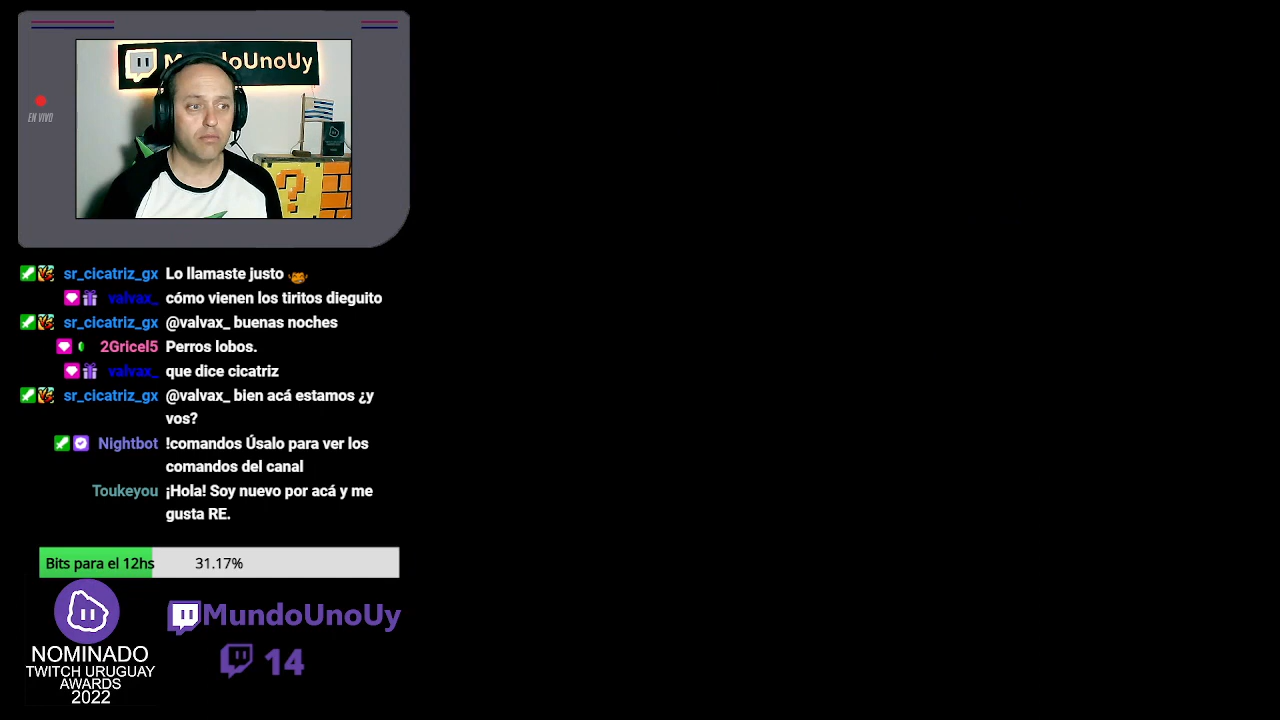 MundoUnoUy
EN VIVO
sr_cicatriz_gx Lo llamaste justo
valvax_ cómo vienen los tiritos dieguito
sr_cicatriz_gx @valvax_ buenas noches
2Gricel5 Perros lobos.
valvax_ que dice cicatriz
sr_cicatriz_gx @valvax_ bien acá estamos ¿y
vos?
Nightbot !comandos Úsalo para ver los
comandos del canal
Toukeyou ¡Hola! Soy nuevo por acá y me
gusta RE.
Bits para el 12hs 31.17%
MundoUnoUy
14
NOMINADO
TWITCH URUGUAY
AWARDS
2022